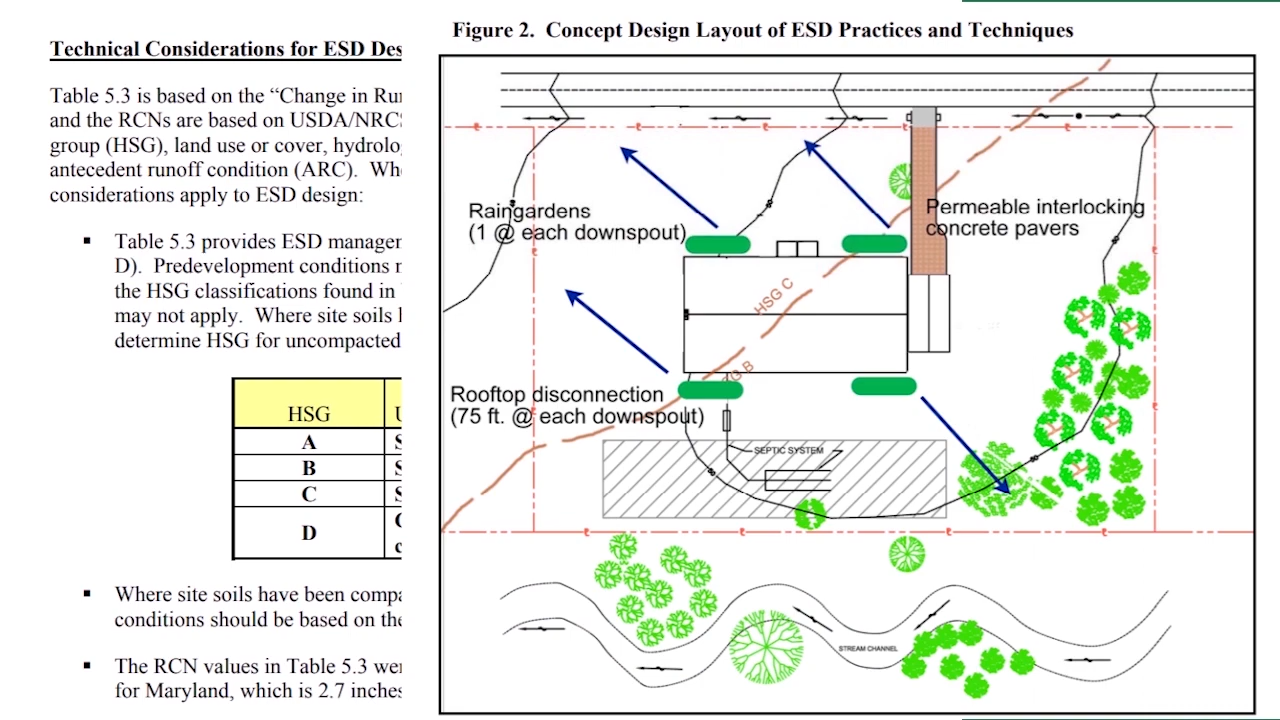 Technical Considerations for ESD Des
Table 5.3 is based on the “Change in Ru
and the RCNs are based on USDA/NRC
group (HSG), land use or cover, hydrolo
antecedent runoff condition (ARC). Wh
considerations apply to ESD design:
▪ Table 5.3 provides ESD manager
D). Predevelopment conditions r
the HSG classifications found in
may not apply. Where site soils
determine HSG for uncompacted
HSG
A S
B S
C S
D
▪ Where site soils have been compa
conditions should be based on the
▪ The RCN values in Table 5.3 wer
for Maryland, which is 2.7 inches
Figure 2. Concept Design Layout of ESD Practices and Techniques
Raingardens
(1 @ each downspout)
Permeable interlocking
concrete pavers
HSG C
G B
Rooftop disconnection
(75 ft. @ each downspout)
SEPTIC SYSTEM
STREAM CHANNEL